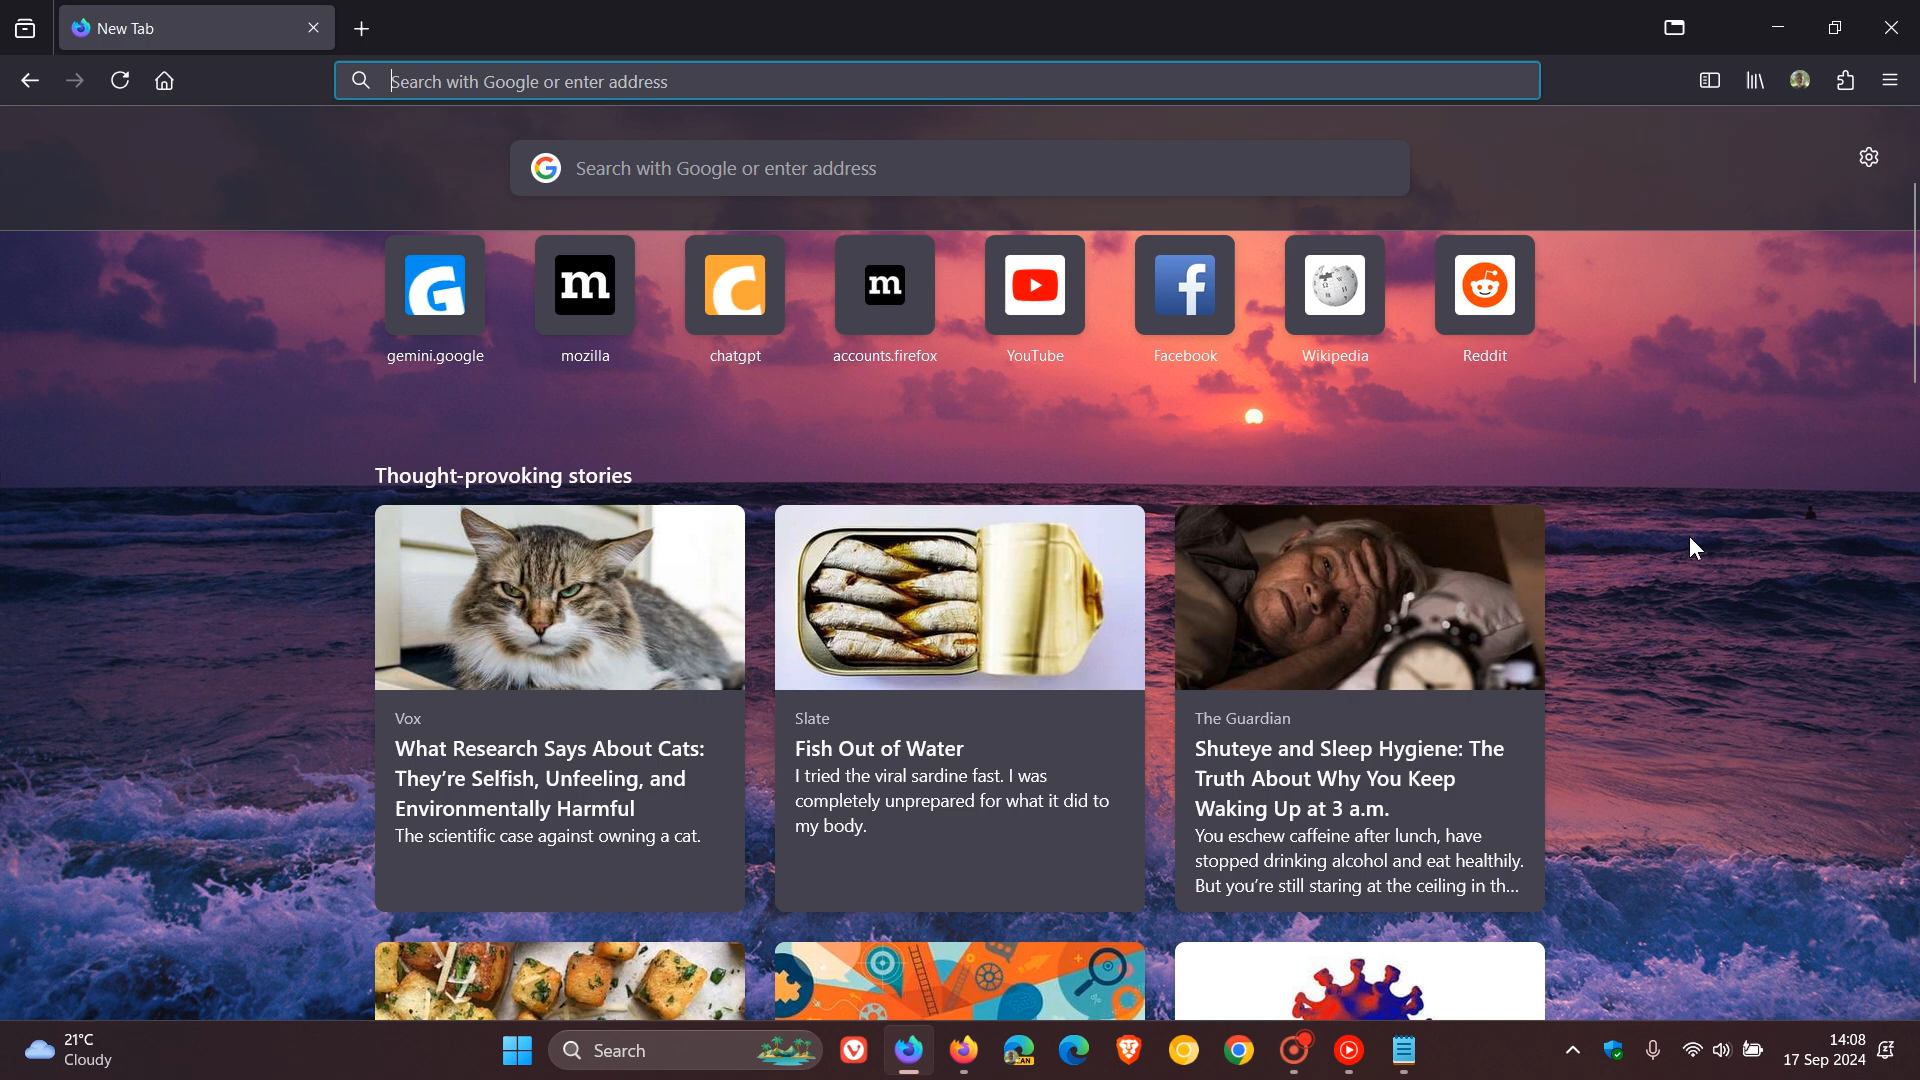 New Tab
Search with Google or enter address
Search with Google or enter address
gemini.google
mozilla
chatgpt
accounts.firefox
YouTube
Facebook
Wikipedia
Reddit
Thought-provoking stories
Vox
What Research Says About Cats:
They're Selfish, Unfeeling, and
Environmentally Harmful
The scientific case against owning a cat.
Slate
Fish Out of Water
I tried the viral sardine fast. I was
completely unprepared for what it did to
my body.
The Guardian
Shuteye and Sleep Hygiene: The
Truth About Why You Keep
Waking Up at 3 a.m.
You eschew caffeine after lunch, have
stopped drinking alcohol and eat healthily.
But you're still staring at the ceiling in th...
21°C
Cloudy
Search
CAN
14:08
17 Sep 2024